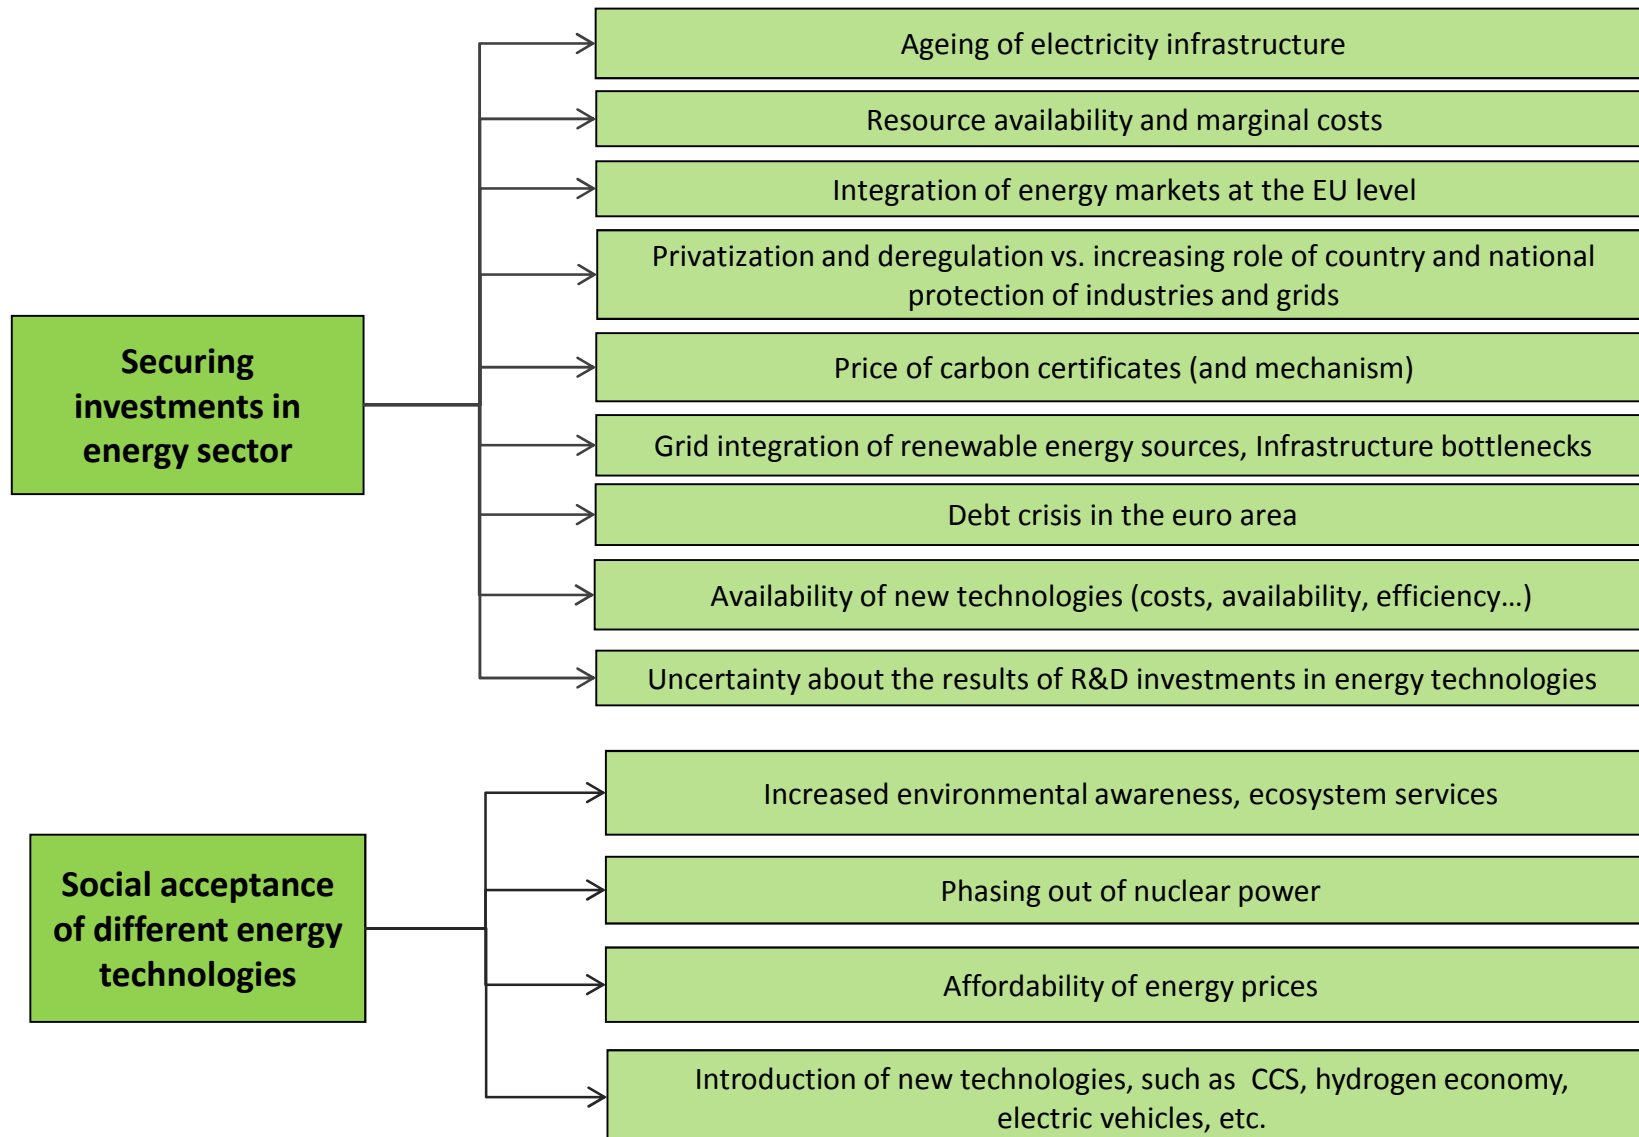 Ageing of electricity infrastructure
Resource availability and marginal costs
Integration of energy markets at the EU level
Privatization and deregulation vs. increasing role of country and national
protection of industries and grids
Securing
investments in
energy sector
Price of carbon certificates (and mechanism)
Grid integration of renewable energy sources, Infrastructure bottlenecks
Debt crisis in the euro area
Availability of new technologies (costs, availability, efficiency…)
Uncertainty about the results of R&D investments in energy technologies
Increased environmental awareness, ecosystem services
Social acceptance
of different energy
technologies
Phasing out of nuclear power
Affordability of energy prices
Introduction of new technologies, such as  CCS, hydrogen economy,
electric vehicles, etc.